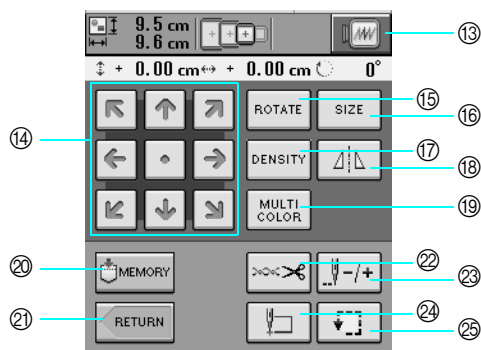 9.5 cm
9.6 cm
⑬
+ 0.00 cm + 0.00 cm 0°
⑭
ROTATE
SIZE
⑮
⑯
DENSITY
⑰
⑱
MULTI
COLOR
⑲
⑳
MEMORY
㉒
-/+
㉓
㉑
RETURN
㉔
㉕